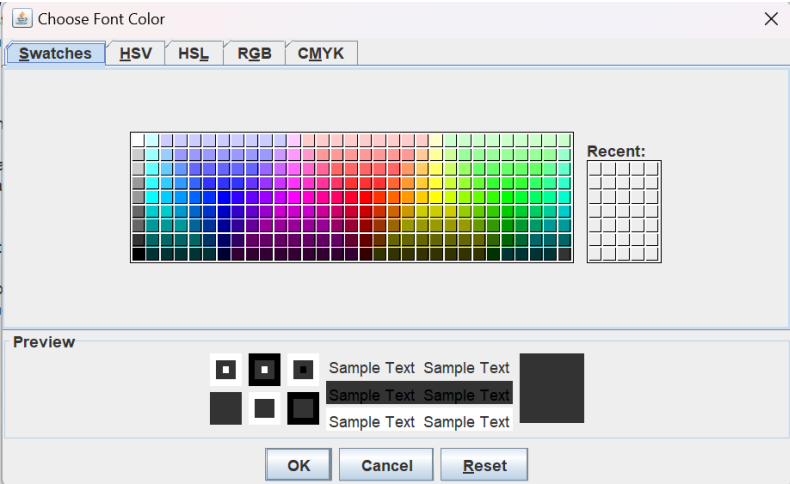 Choose Font Color
Swatches HSV HSL RGB CMYK
Recent:
Preview
Sample Text Sample Text
Sample Text Sample Text
Sample Text Sample Text
OK Cancel Reset